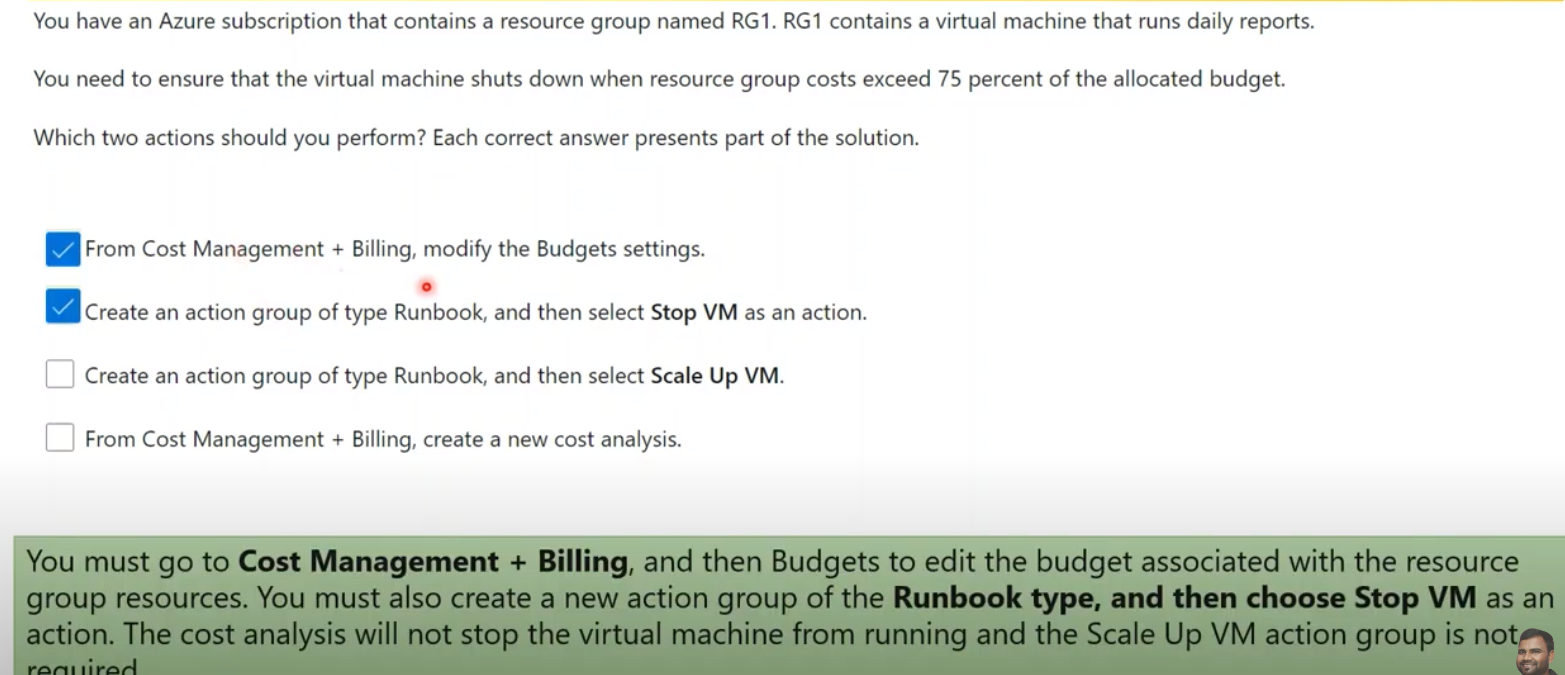 You have an Azure subscription that contains a resource group named RG1. RG1 contains a virtual machine that runs daily reports.
You need to ensure that the virtual machine shuts down when resource group costs exceed 75 percent of the allocated budget.
Which two actions should you perform? Each correct answer presents part of the solution.
From Cost Management + Billing, modify the Budgets settings.
Create an action group of type Runbook, and then select Stop VM as an action.
Create an action group of type Runbook, and then select Scale Up VM.
From Cost Management + Billing, create a new cost analysis.
You must go to Cost Management + Billing, and then Budgets to edit the budget associated with the resource
group resources. You must also create a new action group of the Runbook type, and then choose Stop VM as an
action. The cost analysis will not stop the virtual machine from running and the Scale Up VM action group is not
required